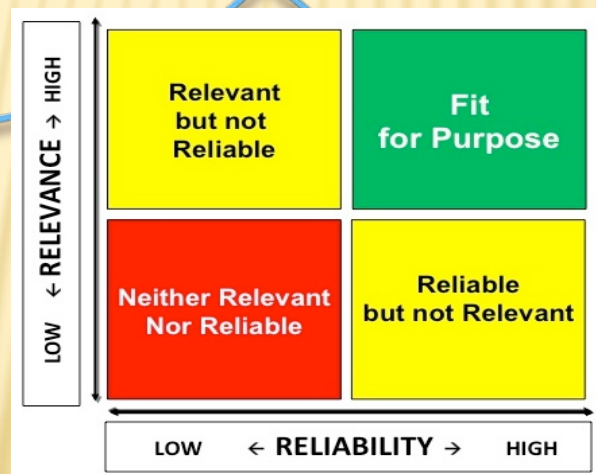 Relevant
but not
Reliable
Fit
for Purpose
Neither Relevant
Nor Reliable
Reliable
but not Relevant
LOW ← RELEVANCE → HIGH
LOW ← RELIABILITY → HIGH